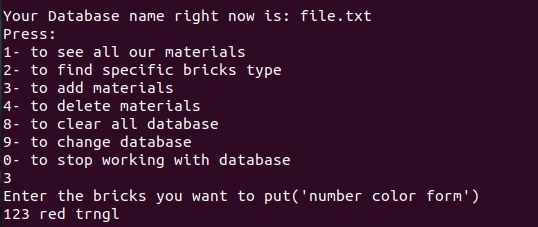 Your Database name right now is: file.txt
Press:
1- to see all our materials
2- to find specific bricks type
3- to add materials
4- to delete materials
8- to clear all database
9- to change database
0- to stop working with database
3
Enter the bricks you want to put('number color form')
123 red trngl